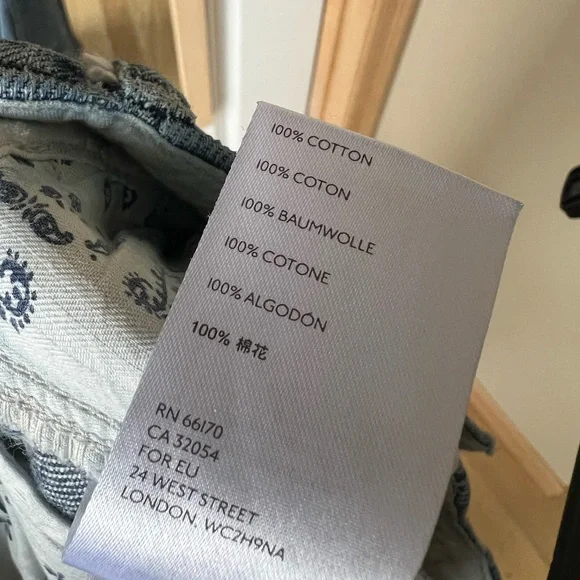 100% COTTON
100% COTON
100% BAUMWOLLE
100% COTONE
100% ALGODÓN
100% 棉花
RN 66170
CA 32054
FOR EU
24 WEST STREET
LONDON, WC2H9NA